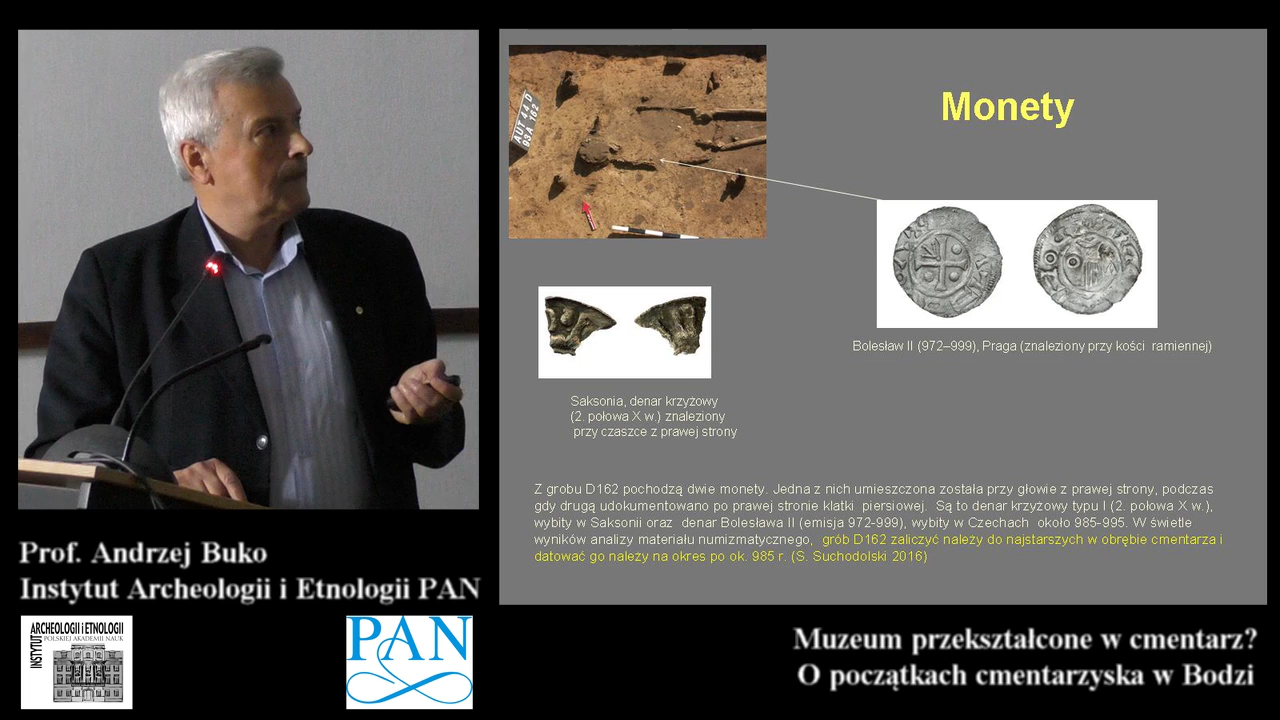 Monety
AUT 44 D
93A 162
Bolesław II (972–999), Praga (znaleziony przy kości ramiennej)
Saksonia, denar krzyżowy
(2. połowa X w.) znaleziony
przy czaszce z prawej strony
Z grobu D162 pochodzą dwie monety. Jedna z nich umieszczona została przy głowie z prawej strony, podczas
gdy drugą udokumentowano po prawej stronie klatki piersiowej. Są to denar krzyżowy typu I (2. połowa X w.),
wybity w Saksonii oraz denar Bolesława II (emisja 972-999), wybity w Czechach około 985-995. W świetle
wyników analizy materiału numizmatycznego, grób D162 zaliczyć należy do najstarszych w obrębie cmentarza i
datować go należy na okres po ok. 985 r. (S. Suchodolski 2016)
Prof. Andrzej Buko
Instytut Archeologii i Etnologii PAN
INSTYTUT
ARCHEOLOGII i ETNOLOGII
POLSKIEJ AKADEMII NAUK
PAN
Muzeum przekształcone w cmentarz?
O początkach cmentarzyska w Bodzi